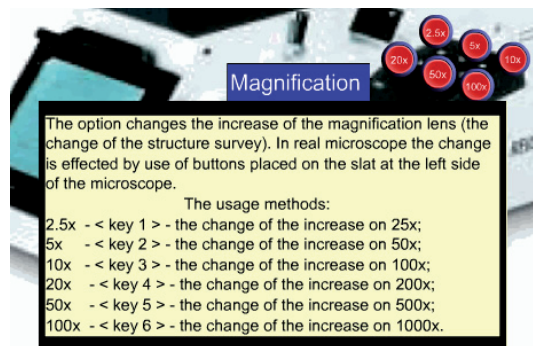 2.5x
5x
20x
10x
50x
100x
Magnification
The option changes the increase of the magnification lens (the
change of the structure survey). In real microscope the change
is effected by use of buttons placed on the slat at the left side
of the microscope.
The usage methods:
2.5x - < key 1 > - the change of the increase on 25x;
5x - < key 2 > - the change of the increase on 50x;
10x - < key 3 > - the change of the increase on 100x;
20x - < key 4 > - the change of the increase on 200x;
50x - < key 5 > - the change of the increase on 500x;
100x - < key 6 > - the change of the increase on 1000x.